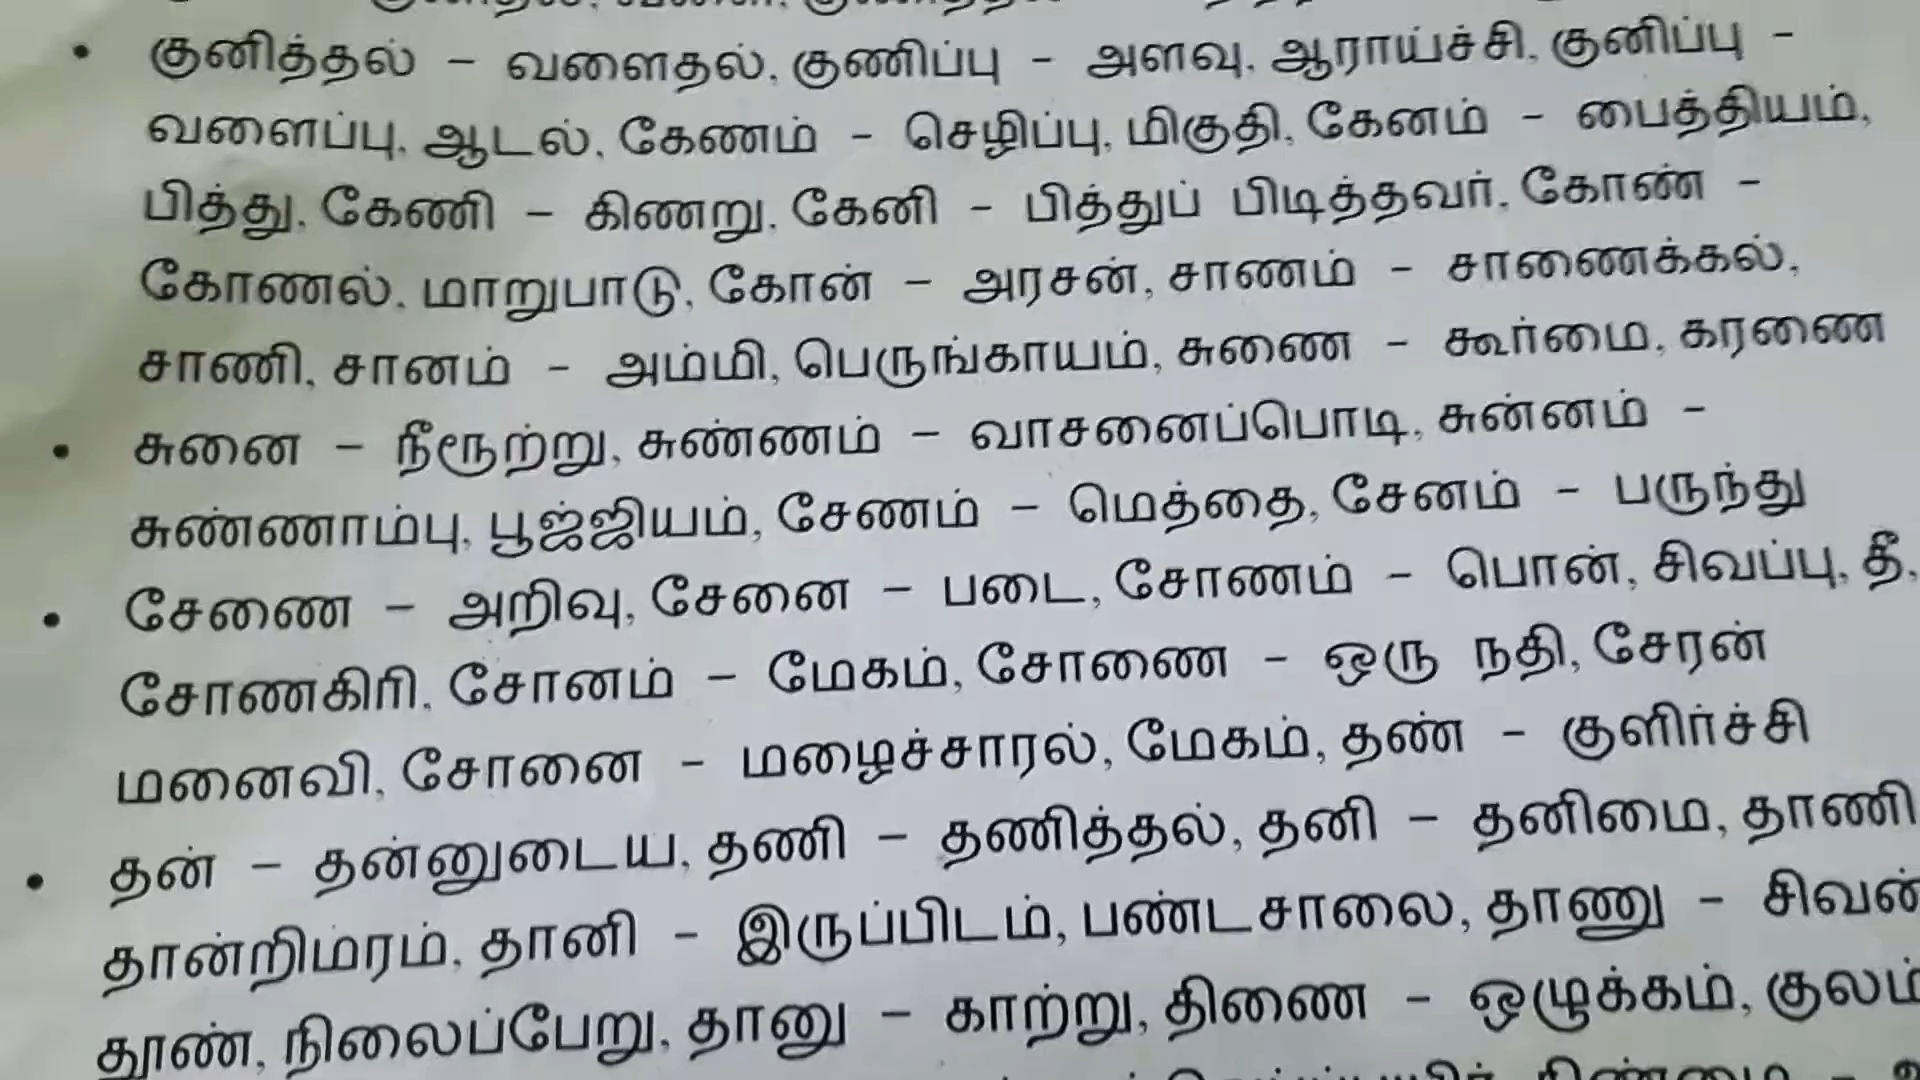 • குனித்தல் – வளைதல், குணிப்பு – அளவு, ஆராய்ச்சி, குனிப்பு –
வளைப்பு, ஆடல், கேணம் – செழிப்பு, மிகுதி, கேனம் – பைத்தியம்,
பித்து, கேணி – கிணறு, கேனி – பித்துப் பிடித்தவர், கோண் –
கோணல், மாறுபாடு, கோன் – அரசன், சாணம் – சாணைக்கல்,
சாணி, சானம் – அம்மி, பெருங்காயம், சுணை – கூர்மை, கரணை
• சுனை – நீரூற்று, சுண்ணம் – வாசனைப்பொடி, சுன்னம் –
சுண்ணாம்பு, பூஜ்ஜியம், சேணம் – மெத்தை, சேனம் – பருந்து
• சேணை – அறிவு, சேனை – படை, சோணம் – பொன், சிவப்பு, தீ,
சோணகிரி, சோனம் – மேகம், சோணை – ஒரு நதி, சேரன்
மனைவி, சோனை – மழைச்சாரல், மேகம், தண் – குளிர்ச்சி
• தன் – தன்னுடைய, தணி – தணித்தல், தனி – தனிமை, தாணி
தான்றிமரம், தானி – இருப்பிடம், பண்டசாலை, தாணு – சிவன்
தூண், நிலைப்பேறு, தானு – காற்று, திணை – ஒழுக்கம், குலம்